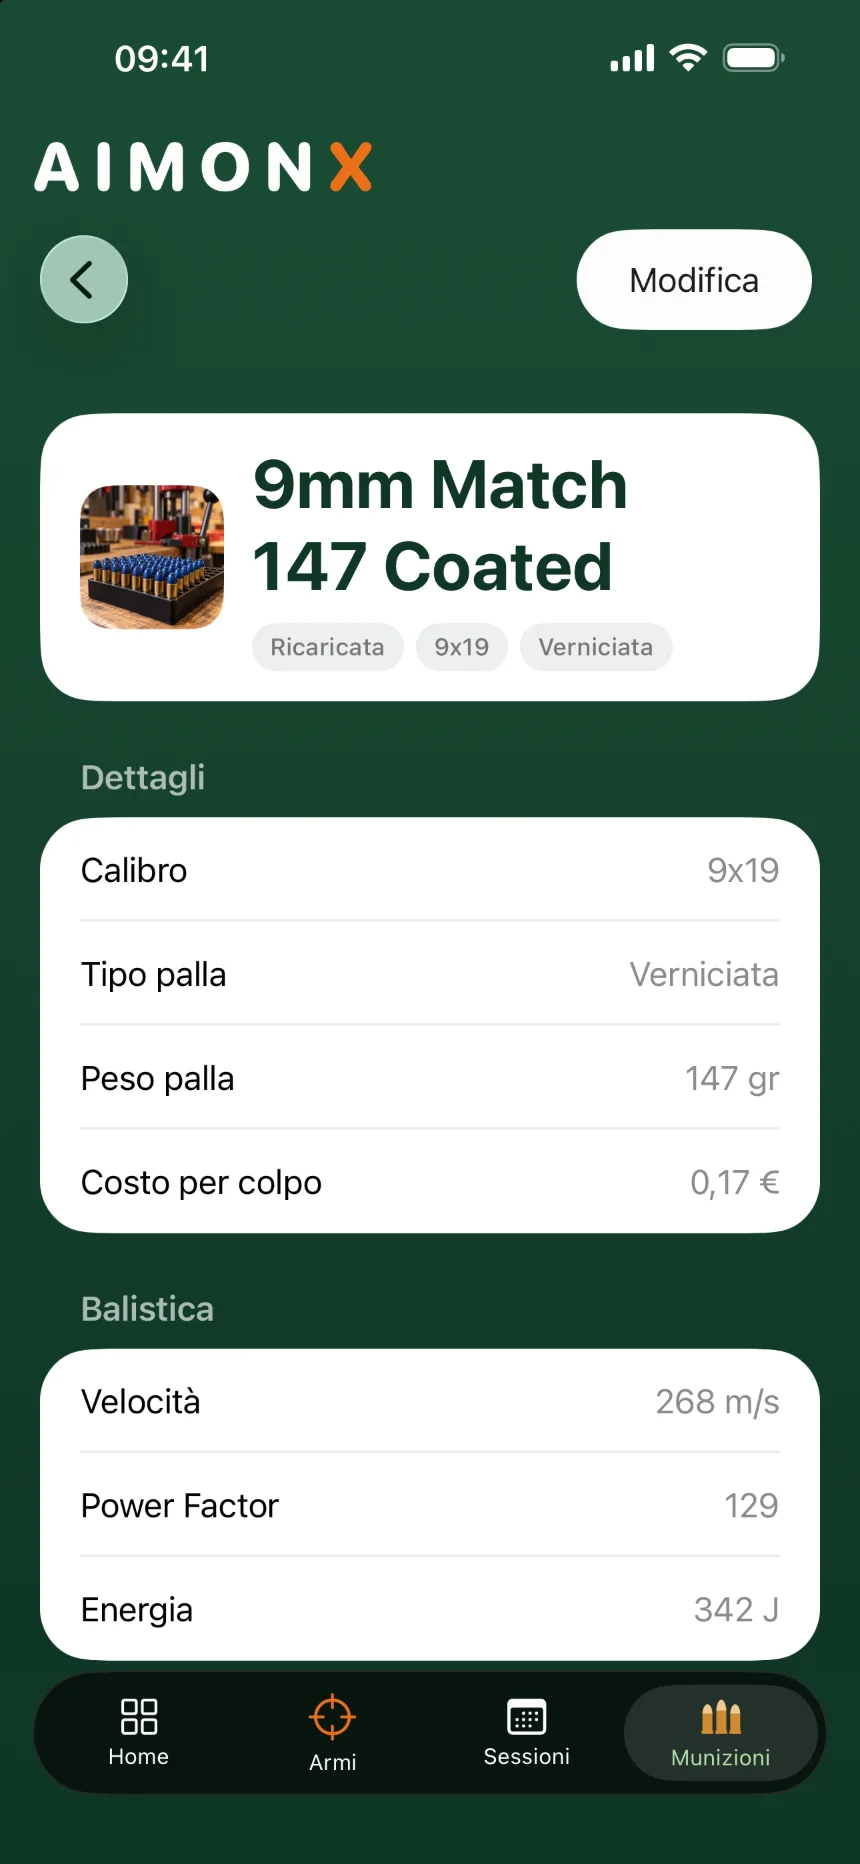 09:41
AIMONX
Modifica
9mm Match
147 Coated
Ricaricata 9x19 Verniciata
Dettagli
Calibro 9x19
Tipo palla Verniciata
Peso palla 147 gr
Costo per colpo 0,17 €
Balistica
Velocità 268 m/s
Power Factor 129
Energia 342 J
Home Armi Sessioni Munizioni